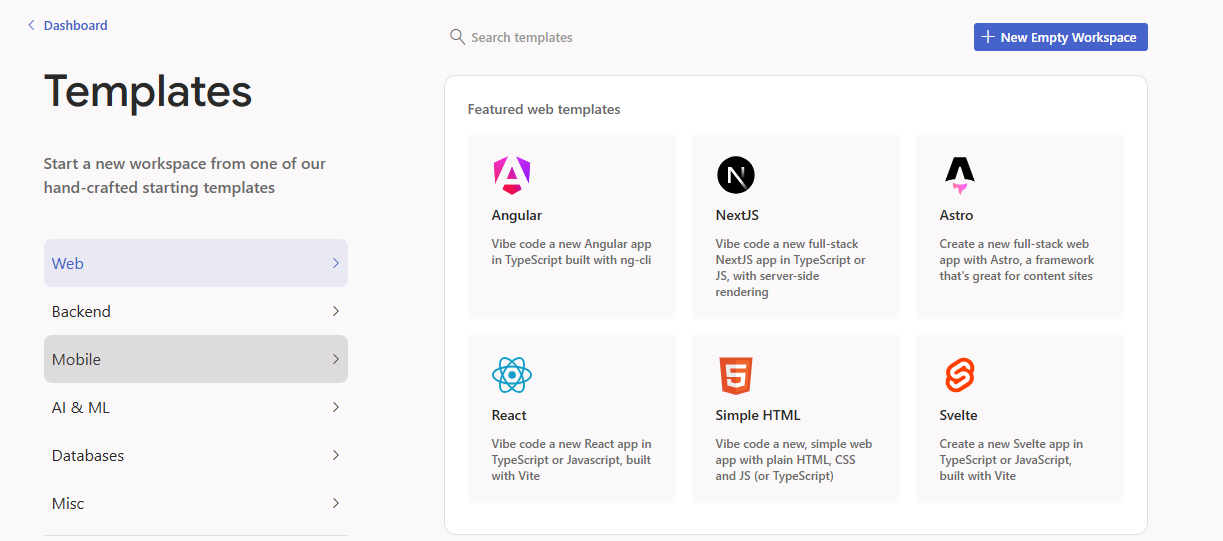 Dashboard
Search templates
New Empty Workspace
Templates
Start a new workspace from one of our
hand-crafted starting templates
Web
Backend
Mobile
AI & ML
Databases
Misc
Featured web templates
Angular
Vibe code a new Angular app
in TypeScript built with ng-cli
NextJS
Vibe code a new full-stack
NextJS app in TypeScript or
JS, with server-side
rendering
Astro
Create a new full-stack web
app with Astro, a framework
that's great for content sites
React
Vibe code a new React app in
TypeScript or Javascript, built
with Vite
Simple HTML
Vibe code a new, simple web
app with plain HTML, CSS
and JS (or TypeScript)
Svelte
Create a new Svelte app in
TypeScript or JavaScript,
built with Vite